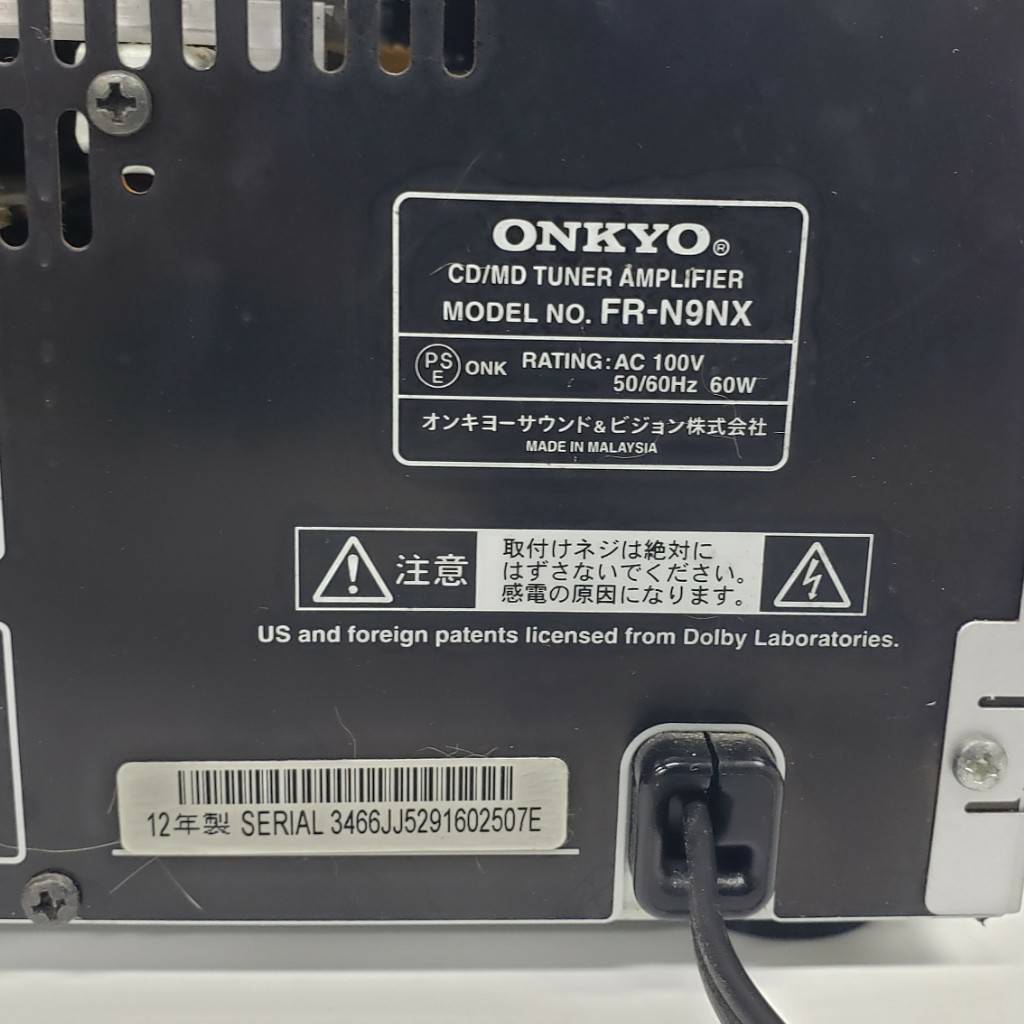 ONKYO®
CD/MD TUNER AMPLIFIER
MODEL NO. FR-N9NX
PSE ONK RATING: AC 100V
50/60Hz 60W
オンキヨーサウンド&ビジョン株式会社
MADE IN MALAYSIA
注意
取付けネジは絶対に
はずさないでください。
感電の原因になります。
US and foreign patents licensed from Dolby Laboratories.
12年製 SERIAL 3466JJ5291602507E